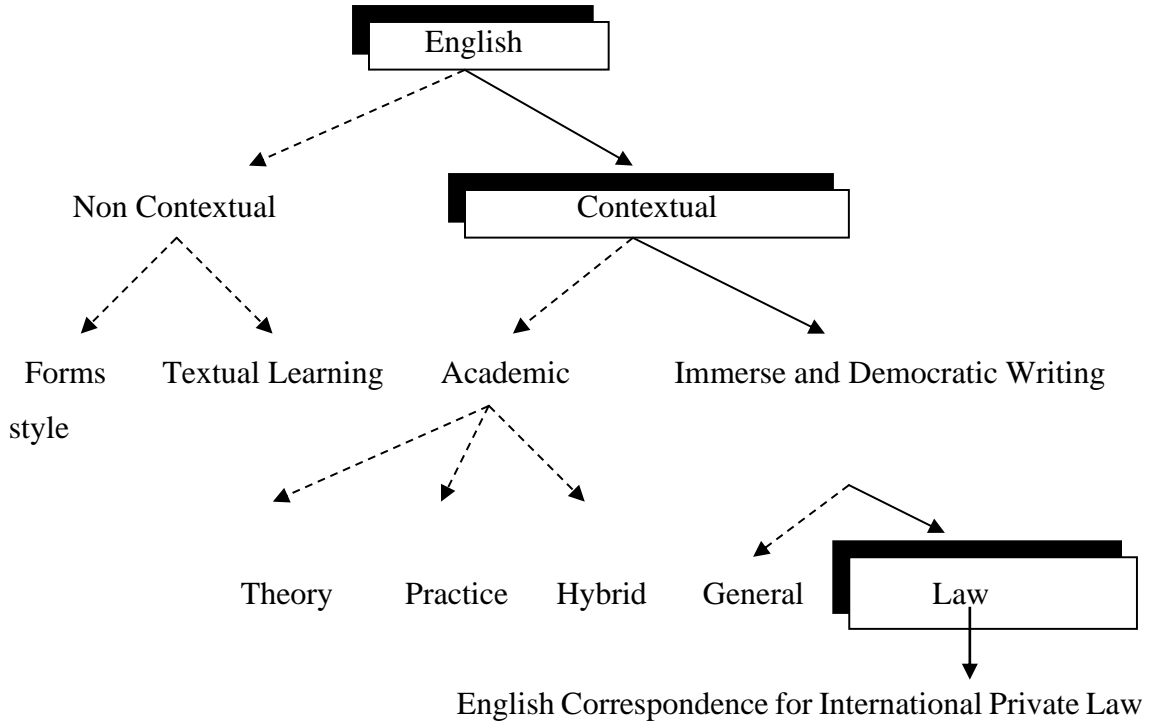 English
Non Contextual
Contextual
Forms
style
Textual Learning
Academic
Immerse and Democratic Writing
Theory
Practice
Hybrid
General
Law
English Correspondence for International Private Law